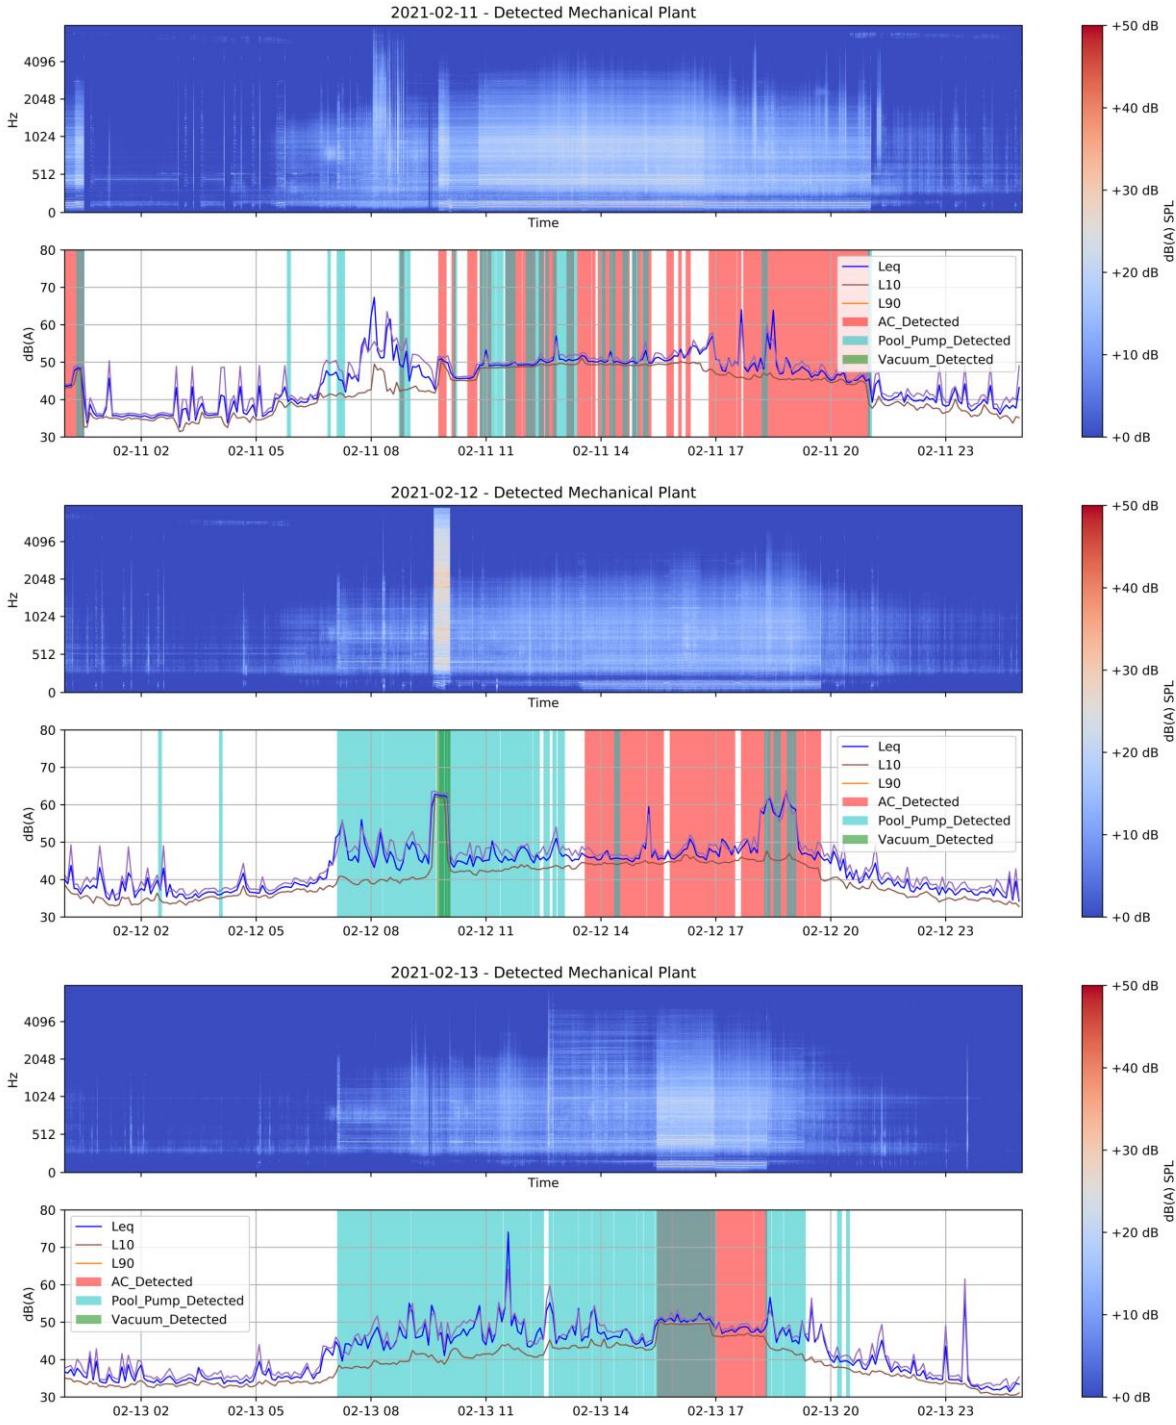 2021-02-11 - Detected Mechanical Plant
Hz
4096
2048
1024
512
0
Time
+50 dB
+40 dB
+30 dB
+20 dB
+10 dB
+0 dB
dB(A) SPL
dB(A)
80
70
60
50
40
30
Leq
L10
L90
AC_Detected
Pool_Pump_Detected
Vacuum_Detected
02-11 02
02-11 05
02-11 08
02-11 11
02-11 14
02-11 17
02-11 20
02-11 23
2021-02-12 - Detected Mechanical Plant
Hz
4096
2048
1024
512
0
Time
+50 dB
+40 dB
+30 dB
+20 dB
+10 dB
+0 dB
dB(A) SPL
dB(A)
80
70
60
50
40
30
Leq
L10
L90
AC_Detected
Pool_Pump_Detected
Vacuum_Detected
02-12 02
02-12 05
02-12 08
02-12 11
02-12 14
02-12 17
02-12 20
02-12 23
2021-02-13 - Detected Mechanical Plant
Hz
4096
2048
1024
512
0
Time
+50 dB
+40 dB
+30 dB
+20 dB
+10 dB
+0 dB
dB(A) SPL
dB(A)
80
70
60
50
40
30
Leq
L10
L90
AC_Detected
Pool_Pump_Detected
Vacuum_Detected
02-13 02
02-13 05
02-13 08
02-13 11
02-13 14
02-13 17
02-13 20
02-13 23